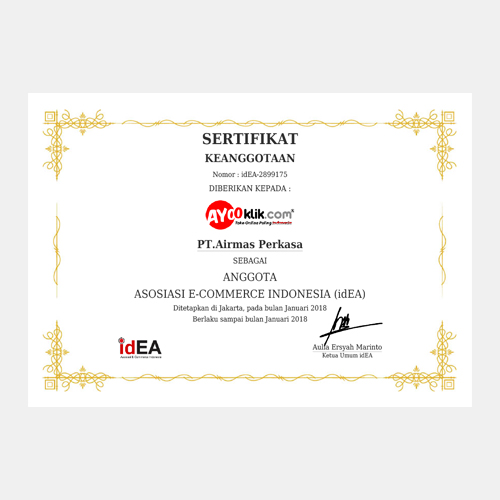 SERTIFIKAT
KEANGGOTAAN
Nomor : idEA-2899175
DIBERIKAN KEPADA :
AYOOklik.com
Toko Online Paling Indonesia
PT.Airmas Perkasa
SEBAGAI
ANGGOTA
ASOSIASI E-COMMERCE INDONESIA (idEA)
Ditetapkan di Jakarta, pada bulan Januari 2018
Berlaku sampai bulan Januari 2018
idEA
Asosiasi E-Commerce Indonesia
Aulia Ersyah Marinto
Ketua Umum idEA